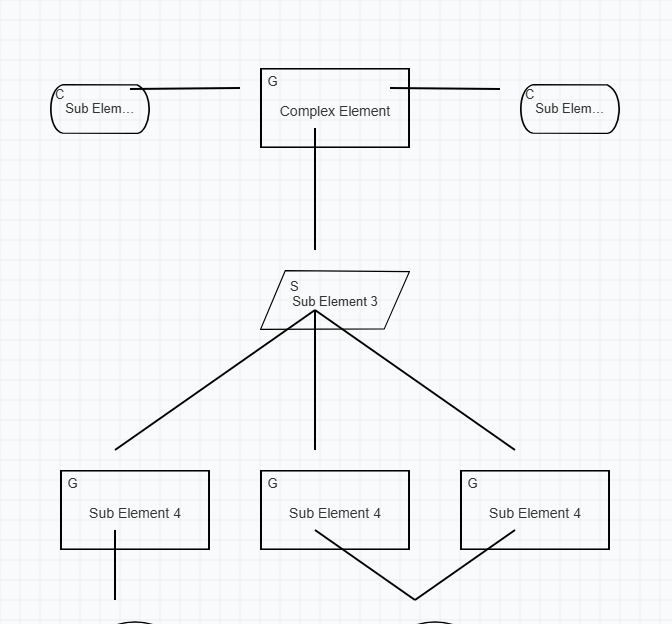 C
Sub Elem...
G
Complex Element
C
Sub Elem...
S
Sub Element 3
G
Sub Element 4
G
Sub Element 4
G
Sub Element 4